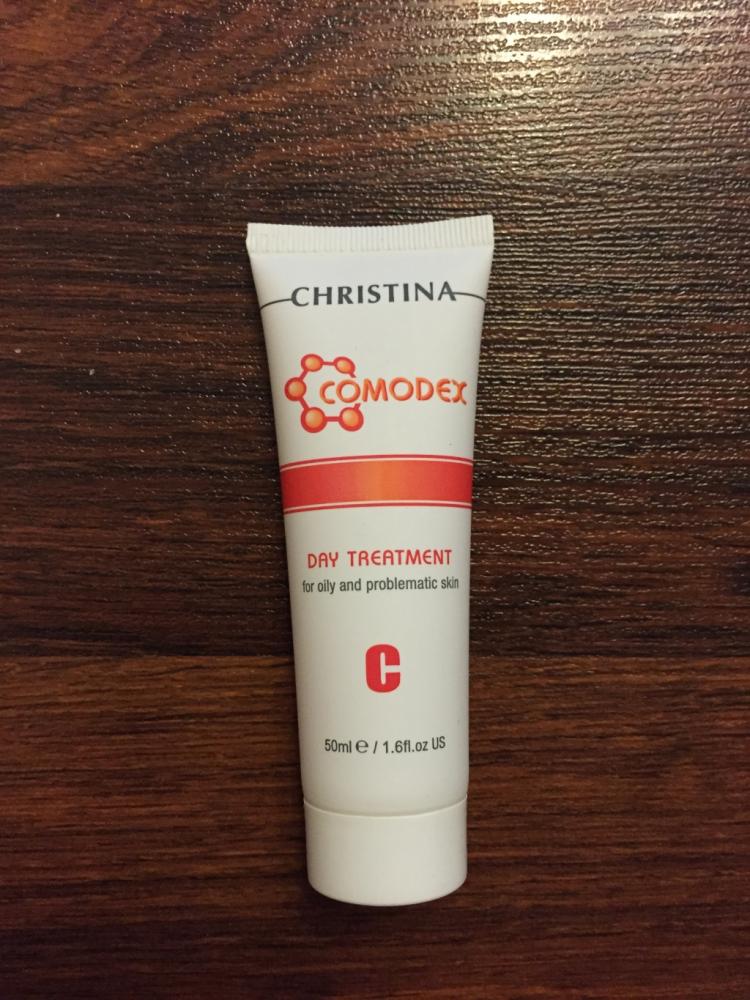 CHRISTINA
COMODEX
DAY TREATMENT
for oily and problematic skin
C
50ml ℮ / 1.6fl.oz US